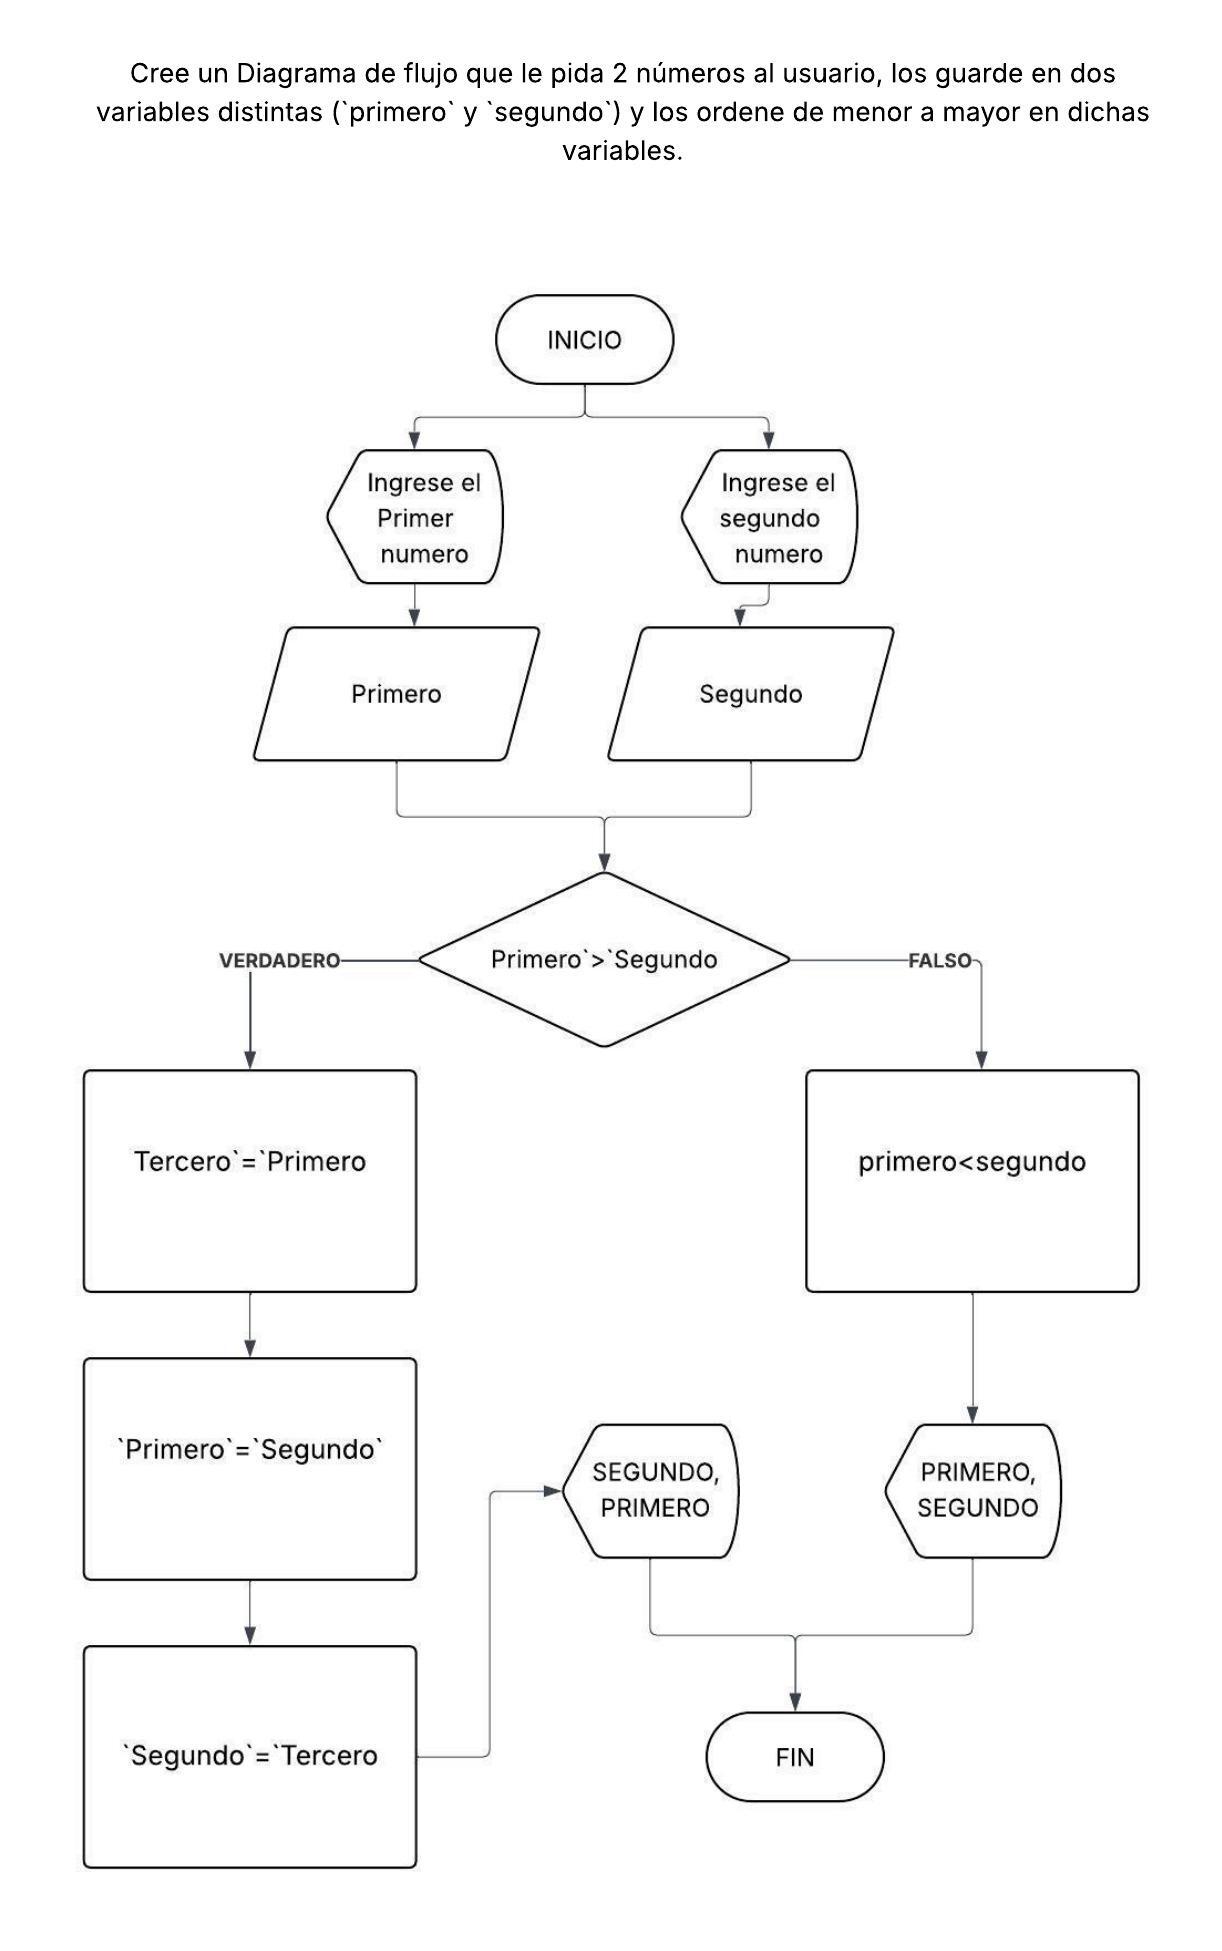 Cree un Diagrama de flujo que le pida 2 números al usuario, los guarde en dos
variables distintas (`primero` y `segundo`) y los ordene de menor a mayor en dichas
variables.
INICIO
Ingrese el
Primer
numero
Ingrese el
segundo
numero
Primero
Segundo
Primero`>`Segundo
VERDADERO
FALSO
Tercero`=`Primero
primero<segundo
`Primero`=`Segundo`
SEGUNDO,
PRIMERO
PRIMERO,
SEGUNDO
`Segundo`=`Tercero
FIN